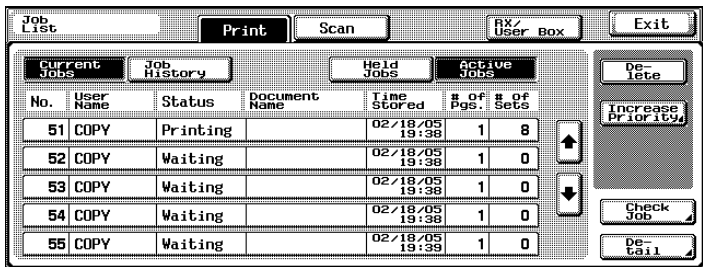 Job
List
Print
Scan
RX/
User Box
Exit
Current
Jobs
Job
History
Held
Jobs
Active
Jobs
De-
lete
No. User
Name Status Document
Name Time
Stored # of
Pgs. # of
Sets
Increase
Priority
51 COPY Printing 02/18/05
19:38 1 8
52 COPY Waiting 02/18/05
19:38 1 0
53 COPY Waiting 02/18/05
19:38 1 0
54 COPY Waiting 02/18/05
19:38 1 0
55 COPY Waiting 02/18/05
19:39 1 0
Check
Job
De-
tail